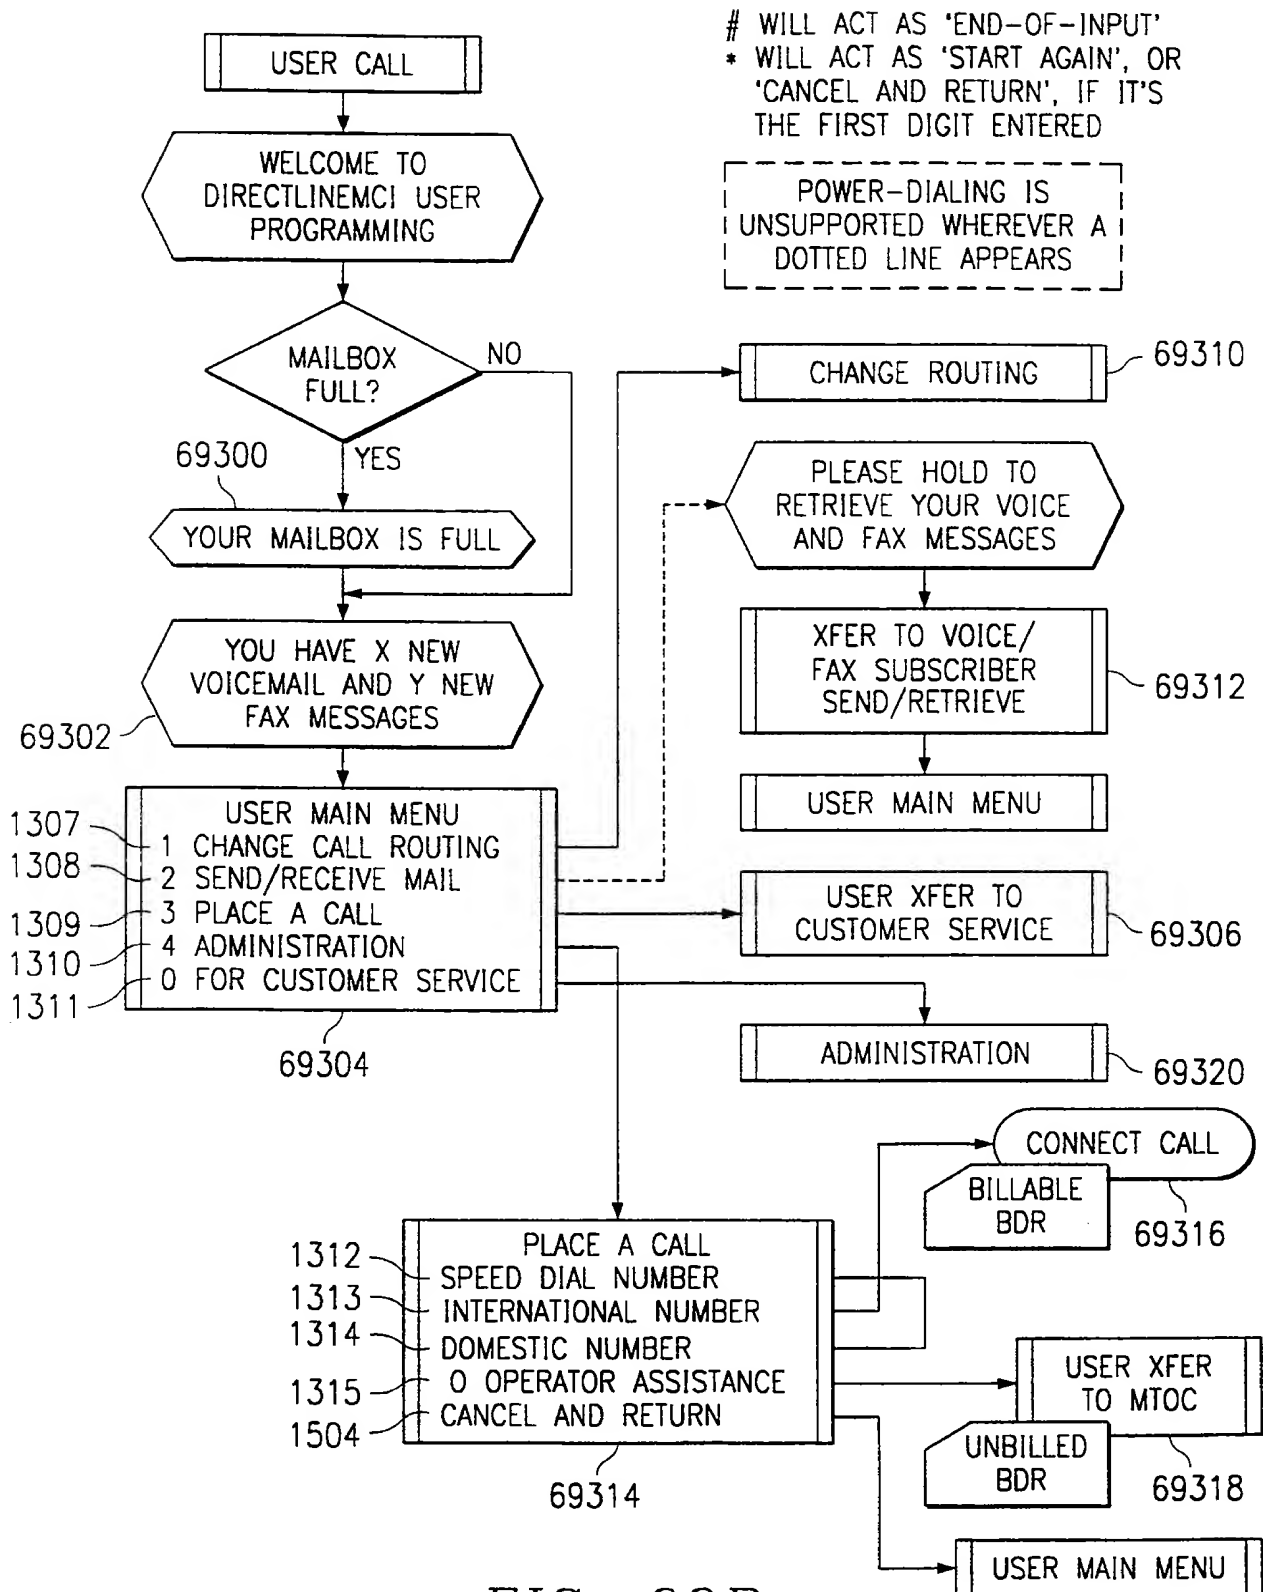 # WILL ACT AS 'END-OF-INPUT'
* WILL ACT AS 'START AGAIN', OR
'CANCEL AND RETURN', IF IT'S
THE FIRST DIGIT ENTERED
USER CALL
WELCOME TO
DIRECTLINEMCI USER
PROGRAMMING
POWER-DIALING IS
UNSUPPORTED WHEREVER A
DOTTED LINE APPEARS
MAILBOX
FULL?
NO
YES
69300
YOUR MAILBOX IS FULL
YOU HAVE X NEW
VOICEMAIL AND Y NEW
FAX MESSAGES
69302
CHANGE ROUTING
69310
PLEASE HOLD TO
RETRIEVE YOUR VOICE
AND FAX MESSAGES
XFER TO VOICE/
FAX SUBSCRIBER
SEND/RETRIEVE
69312
USER MAIN MENU
USER MAIN MENU
1307 1 CHANGE CALL ROUTING
1308 2 SEND/RECEIVE MAIL
1309 3 PLACE A CALL
1310 4 ADMINISTRATION
1311 0 FOR CUSTOMER SERVICE
69304
USER XFER TO
CUSTOMER SERVICE
69306
ADMINISTRATION
69320
CONNECT CALL
BILLABLE
BDR
69316
PLACE A CALL
1312 SPEED DIAL NUMBER
1313 INTERNATIONAL NUMBER
1314 DOMESTIC NUMBER
1315 0 OPERATOR ASSISTANCE
1504 CANCEL AND RETURN
69314
USER XFER
TO MTOC
UNBILLED
BDR
69318
USER MAIN MENU